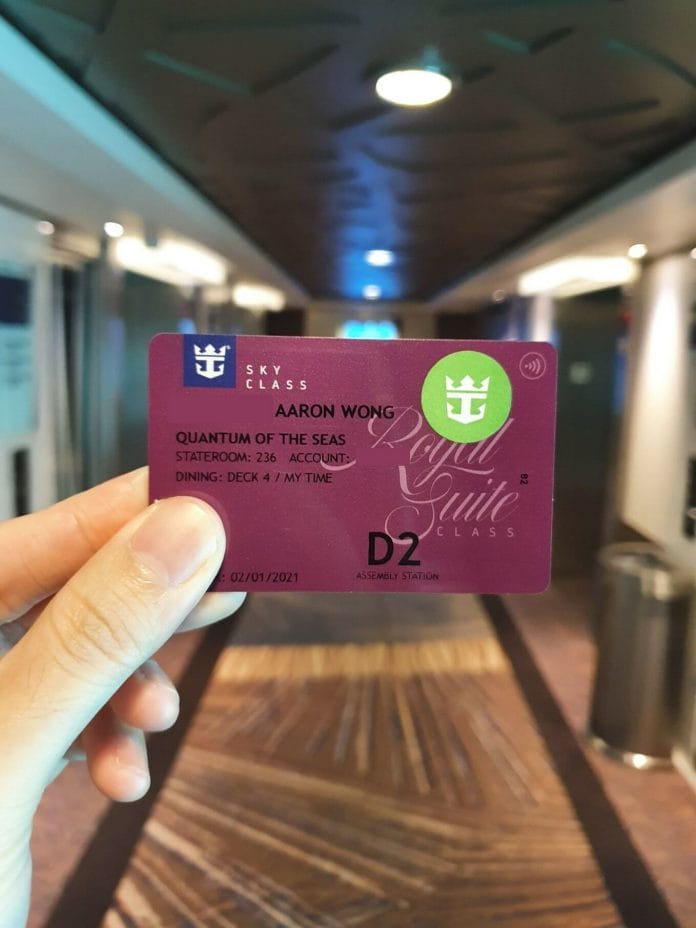 SKY
CLASS
AARON WONG
QUANTUM OF THE SEAS
STATEROOM: 236 ACCOUNT:
DINING: DECK 4 / MY TIME
Royal
Suite
CLASS
82
D2
ASSEMBLY STATION
: 02/01/2021